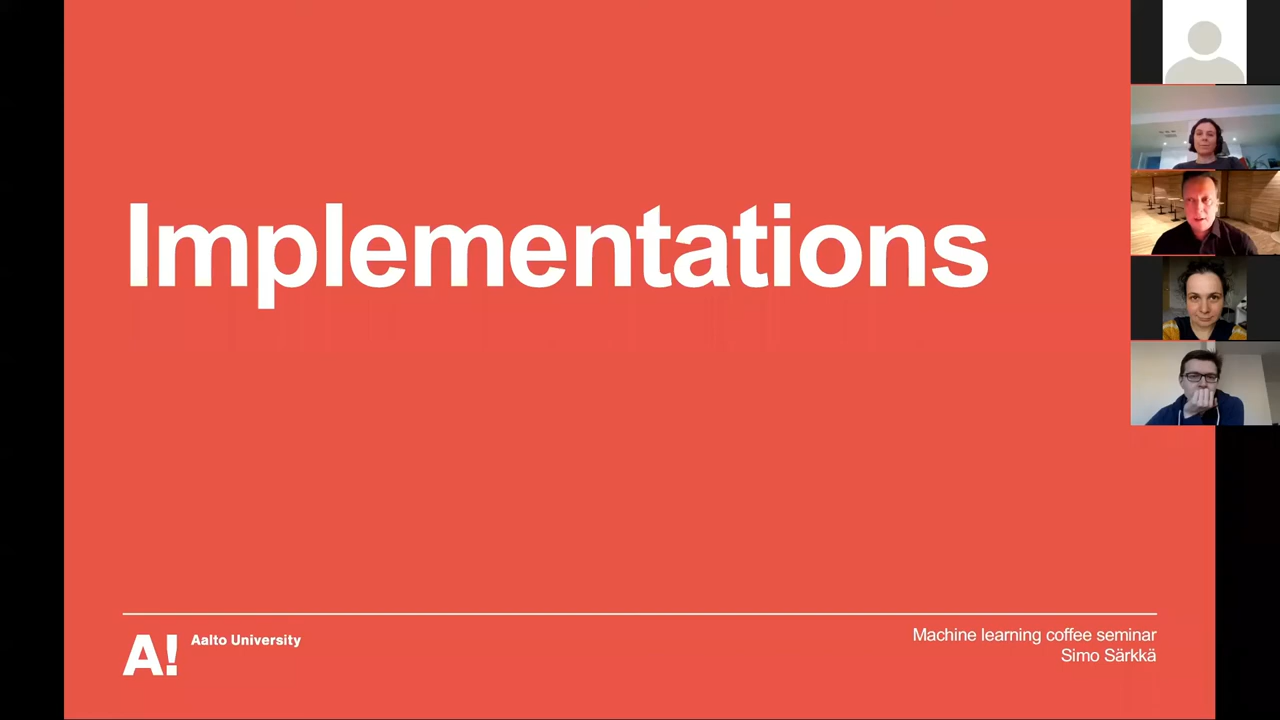 Implementations
A!
Aalto University
Machine learning coffee seminar
Simo Särkkä